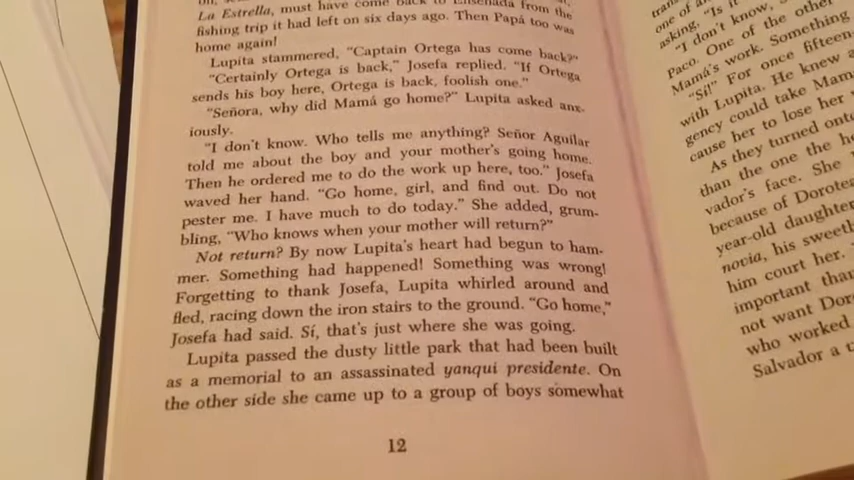 La Estrella, must have come back to Ensenada from the
fishing trip it had left on six days ago. Then Papá too was
home again!
Lupita stammered, "Captain Ortega has come back?"
"Certainly Ortega is back," Josefa replied. "If Ortega
sends his boy here, Ortega is back, foolish one."
"Señora, why did Mamá go home?" Lupita asked anx-
iously.
"I don't know. Who tells me anything? Señor Aguilar
told me about the boy and your mother's going home.
Then he ordered me to do the work up here, too." Josefa
waved her hand. "Go home, girl, and find out. Do not
pester me. I have much to do today." She added, grum-
bling, "Who knows when your mother will return?"
Not return? By now Lupita's heart had begun to ham-
mer. Something had happened! Something was wrong!
Forgetting to thank Josefa, Lupita whirled around and
fled, racing down the iron stairs to the ground. "Go home,"
Josefa had said. Sí, that's just where she was going.
Lupita passed the dusty little park that had been built
as a memorial to an assassinated yanqui presidente. On
the other side she came up to a group of boys somewhat
12
one of
asking, "Is
"I don't know,
Paco. One of the other
Mamá's work. Something
"Sí!" For once fifteen-
with Lupita. He knew a
gency could take Mam
cause her to lose her
As they turned onto
than the one the he
vador's face. She
because of Dorotea
year-old daughter
novia, his sweeth
him court her.
important than
not want Doro
who worked
Salvador a t